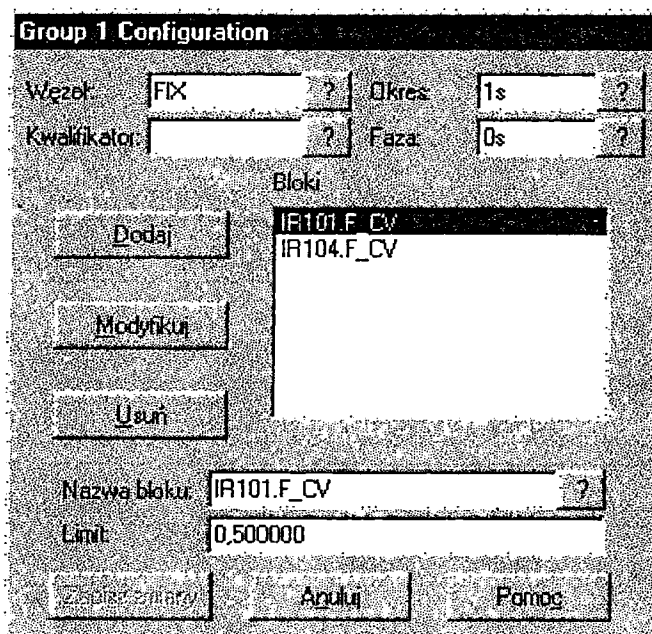 Group 1 Configuration
Węzeł: FIX ? Okres: 1s ?
Kwalifikator: ? Faza: 0s ?
Bloki
Dodaj
IR101.F_CV
IR104.F_CV
Modyfikuj
Usuń
Nazwa bloku: IR101.F_CV ?
Limit: 0,500000
Anuluj Pomoc